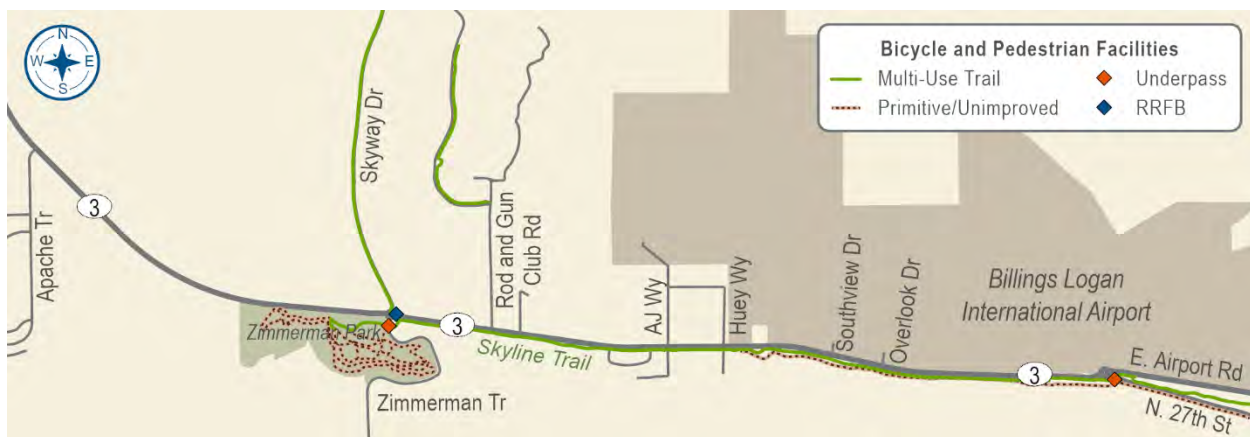 N
W E
S
Bicycle and Pedestrian Facilities
Multi-Use Trail
Underpass
Primitive/Unimproved
RRFB
Apache Tr
3
Skyway Dr
Rod and Gun
Club Rd
Zimmerman Park
3
Skyline Trail
Zimmerman Tr
AJ Wy
Huey Wy
Southview Dr
Overlook Dr
Billings Logan
International Airport
3
E. Airport Rd
N. 27th St